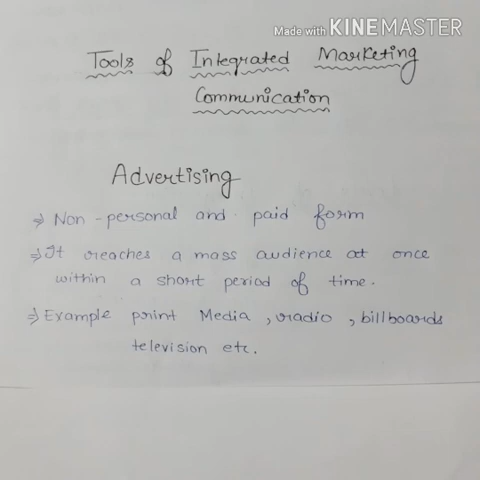 Made with KINEMASTER
Tools of Integrated Marketing
Communication
Advertising
⇒ Non-personal and paid form
⇒ It reaches a mass audience at once
within a short period of time.
⇒ Example print Media, radio, billboards
television etc.